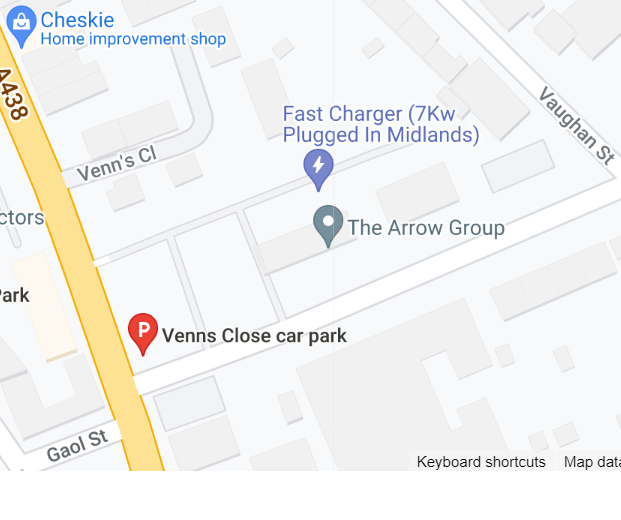 Cheskie
Home improvement shop
A438
Fast Charger (7Kw
Plugged In Midlands)
Vaughan St
Venn's Cl
ctors
The Arrow Group
Park
P
Venns Close car park
Gaol St
Keyboard shortcuts
Map data